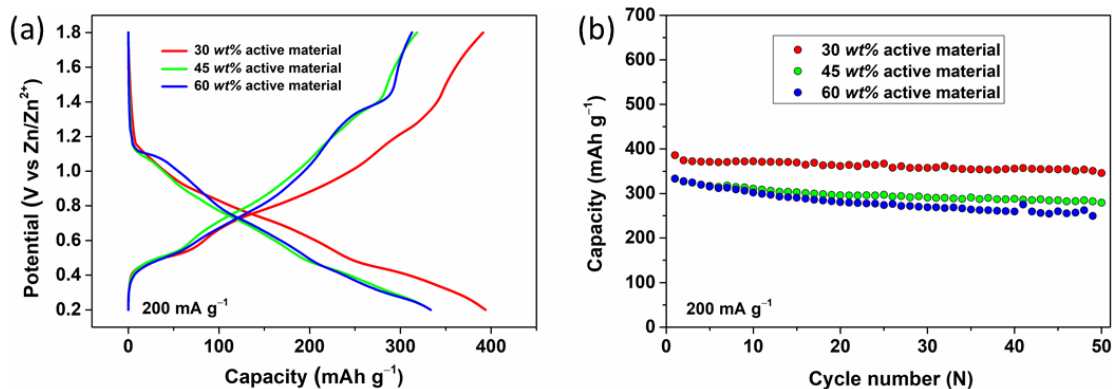 (a)
30 wt% active material
45 wt% active material
60 wt% active material
1.8
1.6
1.4
1.2
1.0
0.8
0.6
0.4
0.2
Potential (V vs Zn/Zn²⁺)
200 mA g⁻¹
0 100 200 300 400
Capacity (mAh g⁻¹)
(b)
30 wt% active material
45 wt% active material
60 wt% active material
700
600
500
400
300
200
100
0
Capacity (mAh g⁻¹)
200 mA g⁻¹
0 10 20 30 40 50
Cycle number (N)